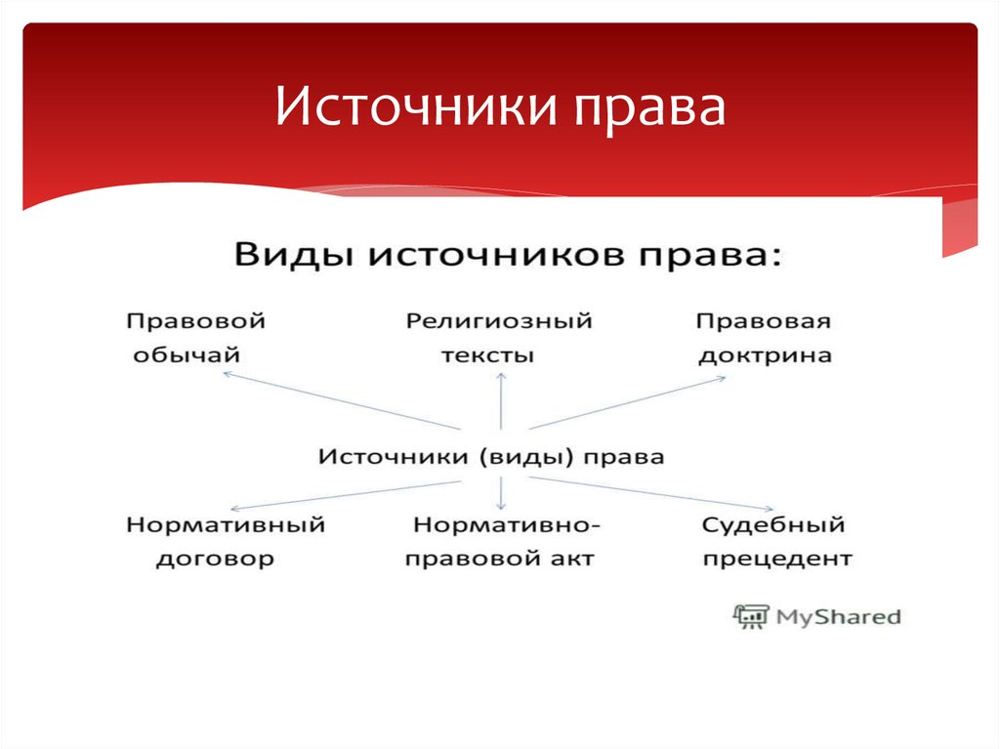 Источники права
Виды источников права:
Правовой
обычай
Религиозный
тексты
Правовая
доктрина
Источники (виды) права
Нормативный
договор
Нормативно-
правовой акт
Судебный
прецедент
MyShared